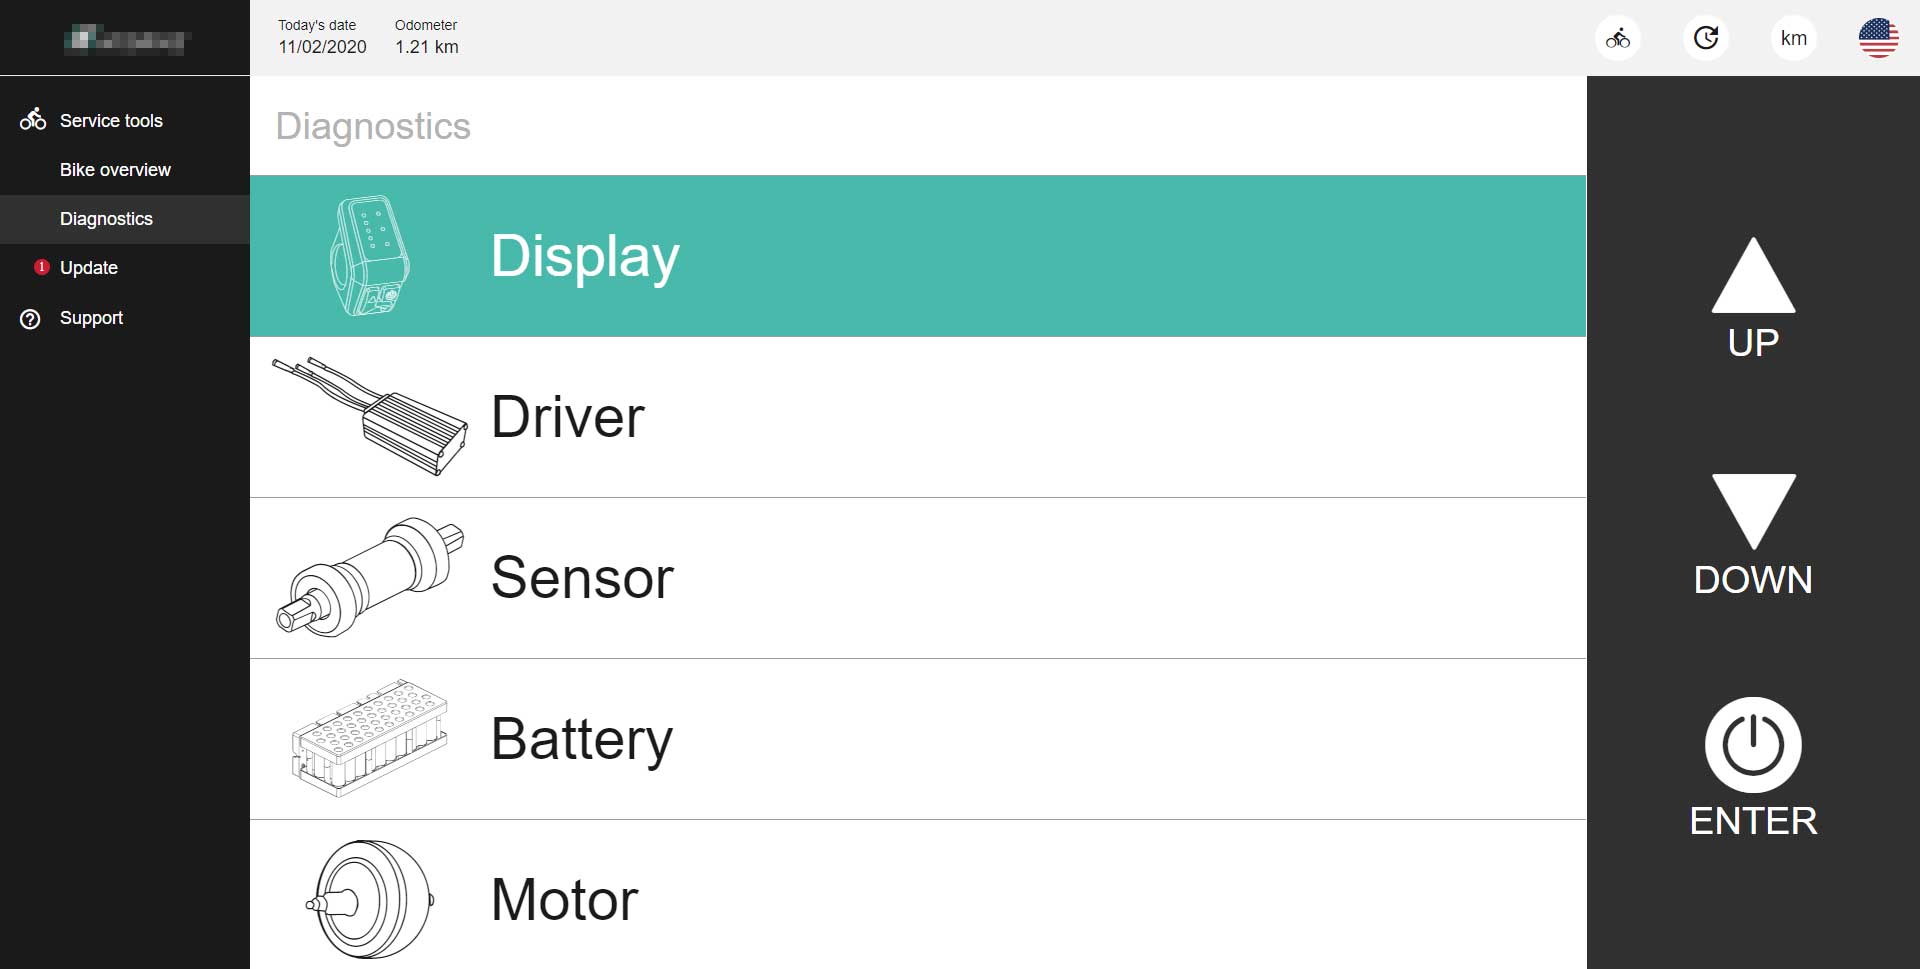 Today's date
11/02/2020
Odometer
1.21 km
km
Service tools
Bike overview
Diagnostics
1
Update
Support
Diagnostics
Display
Driver
Sensor
Battery
Motor
UP
DOWN
ENTER